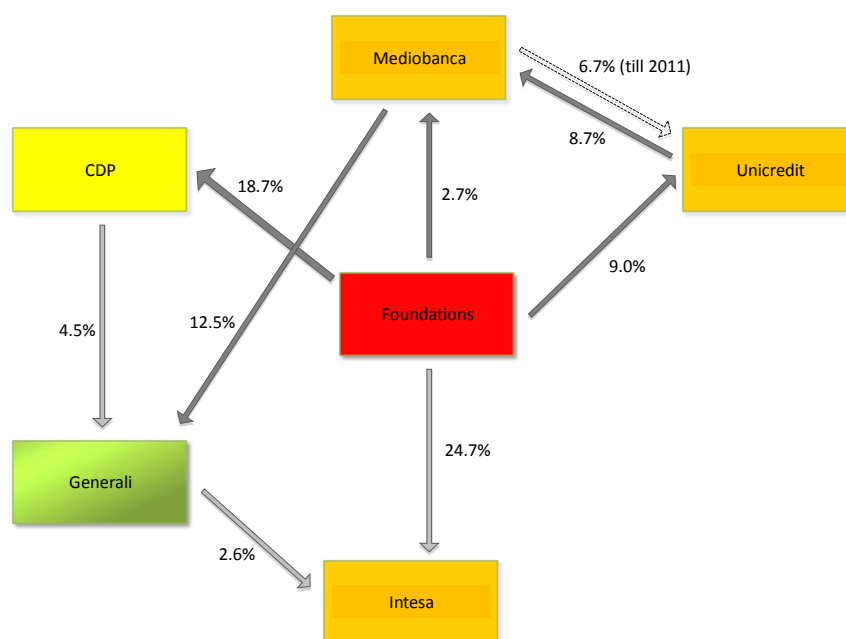 Mediobanca
6.7% (till 2011)
8.7%
CDP
Unicredit
18.7%
2.7%
9.0%
Foundations
12.5%
4.5%
24.7%
Generali
2.6%
Intesa